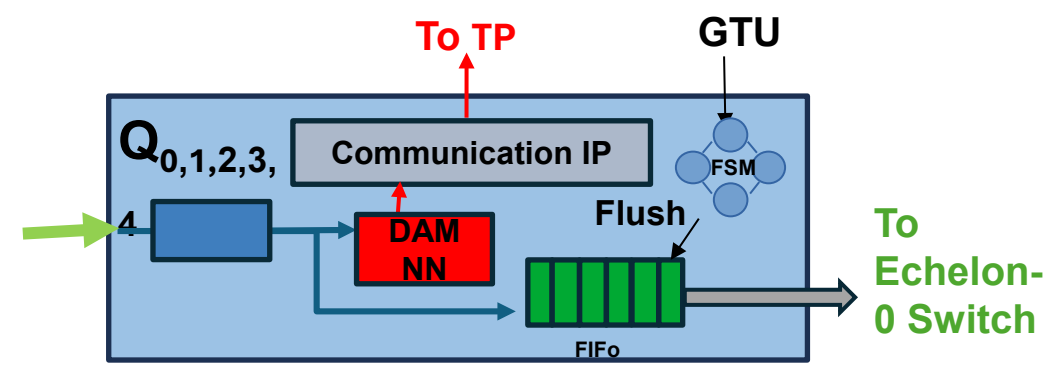 To TP
GTU
Q0,1,2,3,
4
Communication IP
FSM
DAM
NN
Flush
FIFo
To
Echelon-
0 Switch